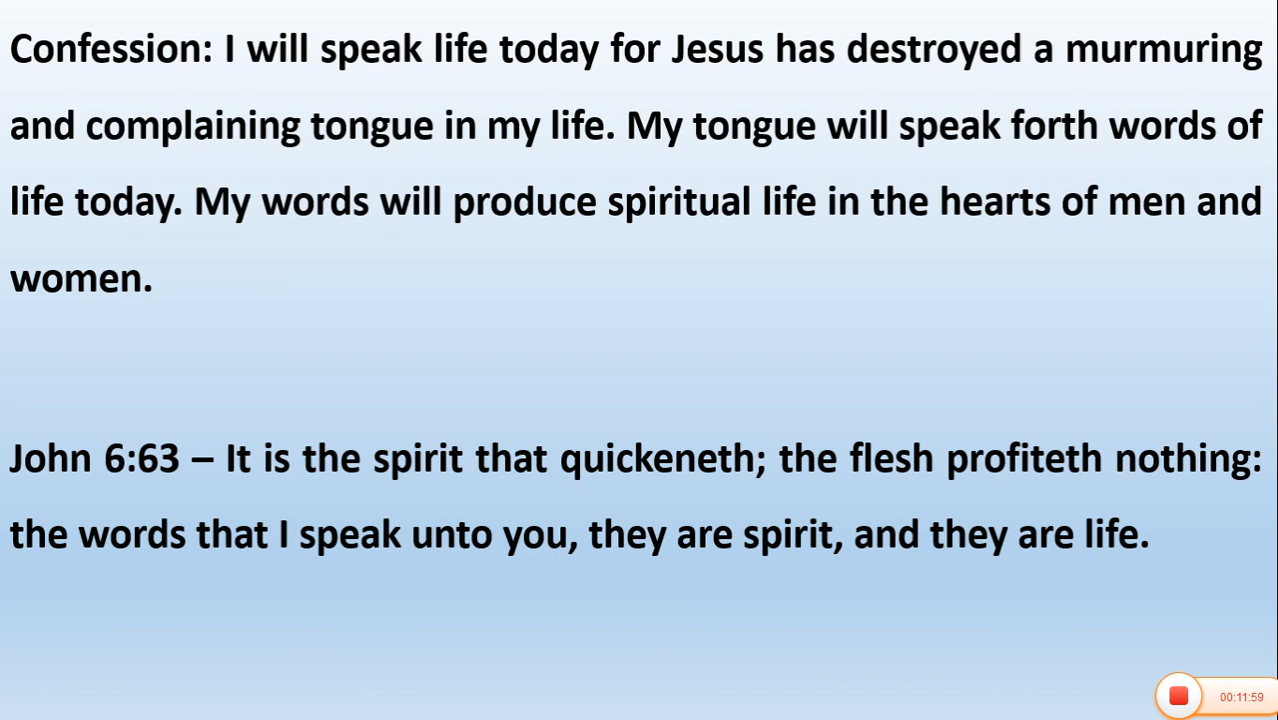 Confession: I will speak life today for Jesus has destroyed a murmuring
and complaining tongue in my life. My tongue will speak forth words of
life today. My words will produce spiritual life in the hearts of men and
women.
John 6:63 – It is the spirit that quickeneth; the flesh profiteth nothing:
the words that I speak unto you, they are spirit, and they are life.
00:11:59